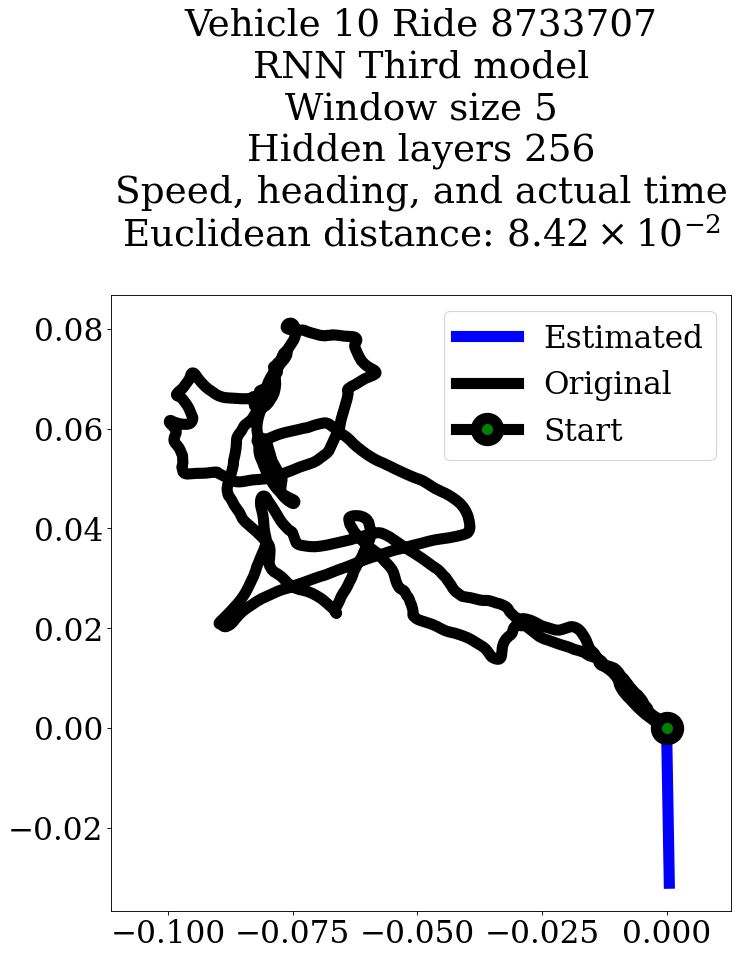 Vehicle 10 Ride 8733707
RNN Third model
Window size 5
Hidden layers 256
Speed, heading, and actual time
Euclidean distance: 8.42 × 10⁻²
Estimated
Original
Start
0.08
0.06
0.04
0.02
0.00
−0.02
−0.100 −0.075 −0.050 −0.025 0.000